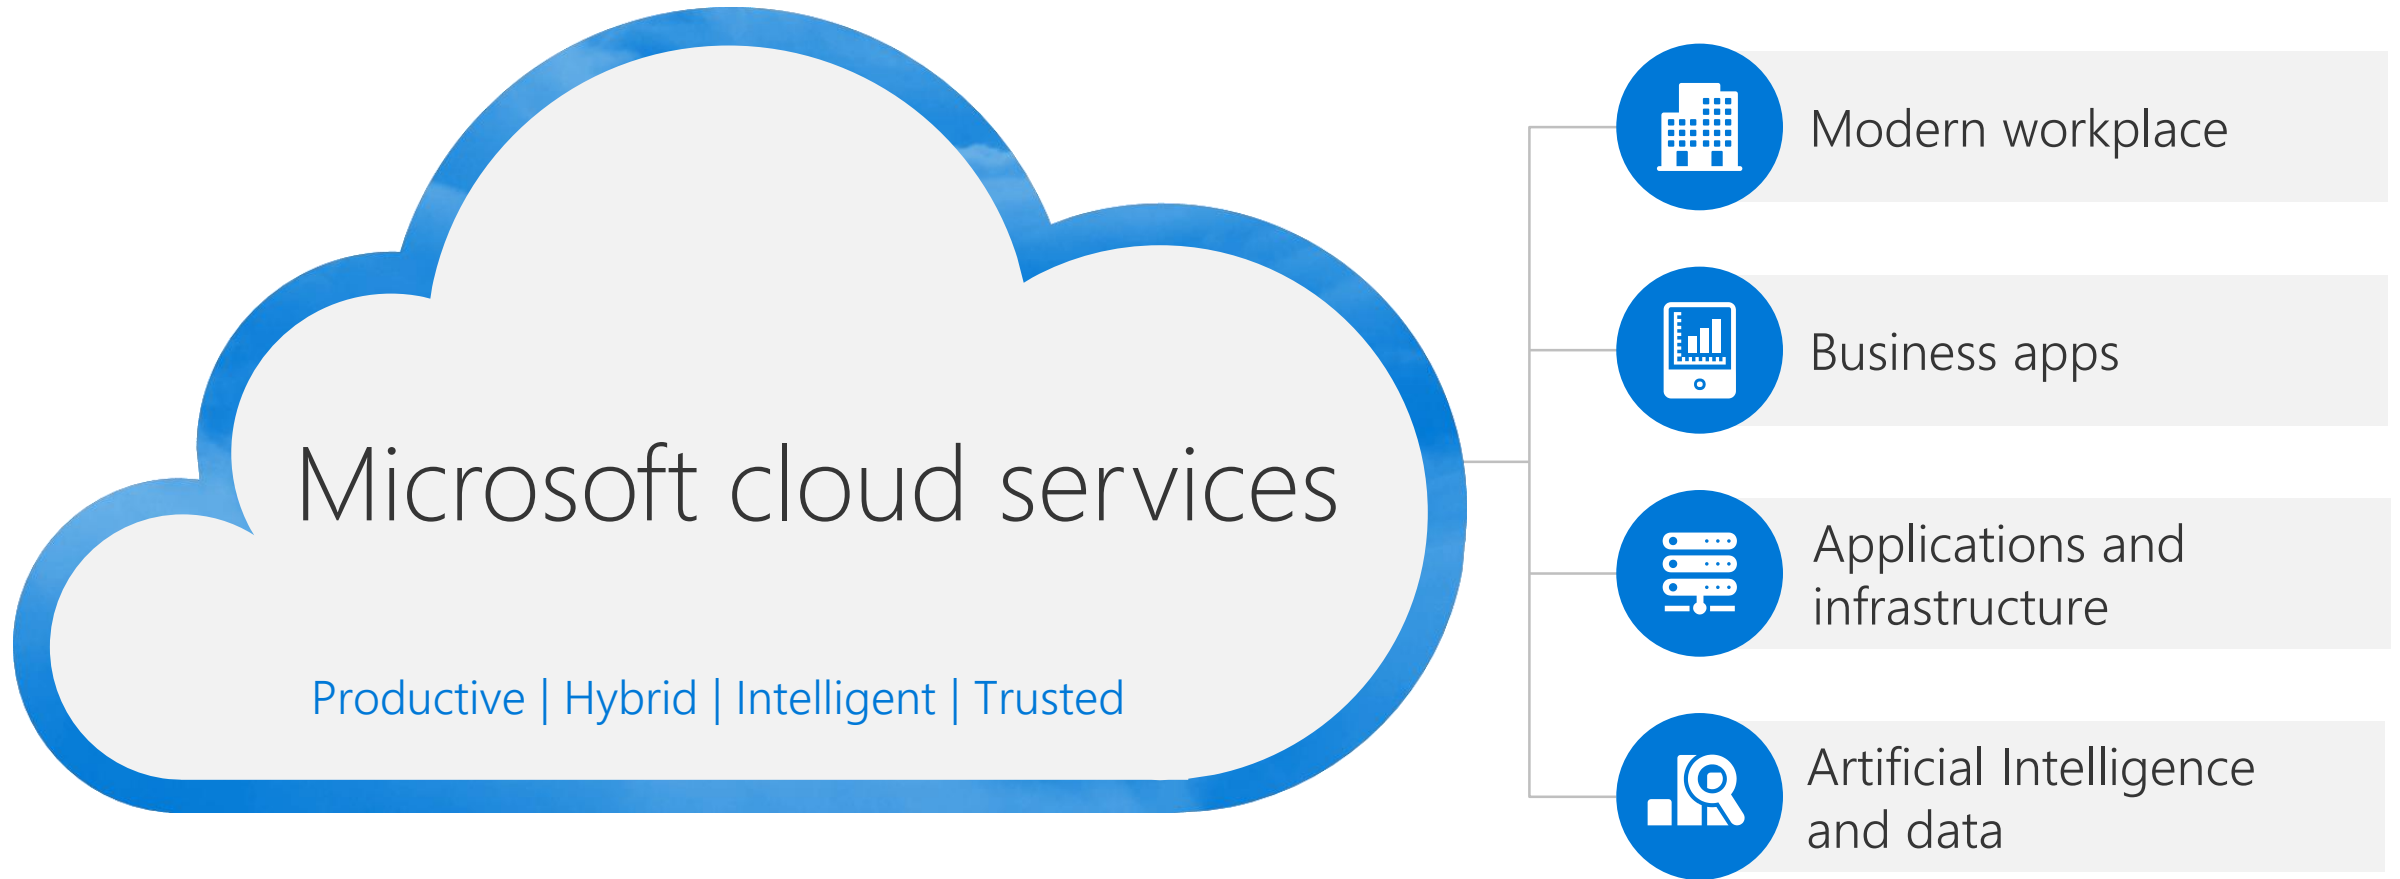 Microsoft cloud services
Productive | Hybrid | Intelligent | Trusted
Modern workplace
Business apps
Applications and
infrastructure
Artificial Intelligence
and data